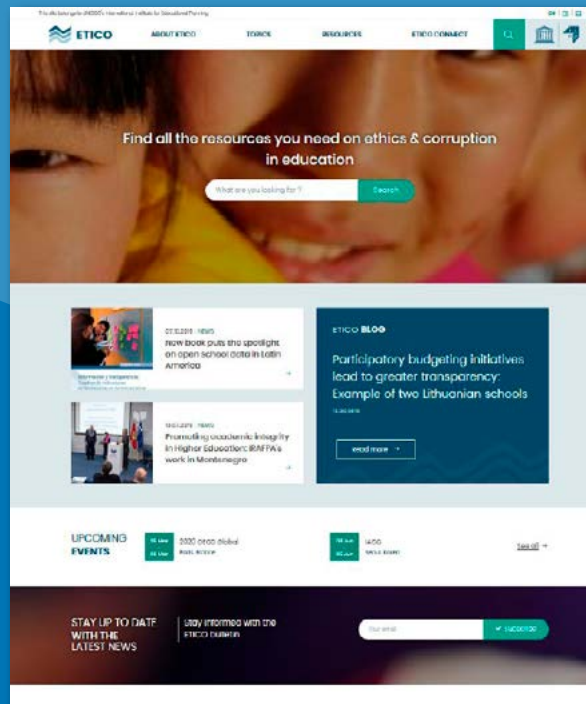 ETICO
ABOUT ETICO
TOPICS
RESOURCES
ETICO CONNECT
Find all the resources you need on ethics & corruption
in education
What are you looking for ?
Search
NEWS
New book puts the spotlight
on open school data in Latin
America
NEWS
Promoting academic integrity
in Higher Education: IRAFPA's
work in Montenegro
ETICO BLOG
Participatory budgeting initiatives
lead to greater transparency:
Example of two Lithuanian schools
read more
UPCOMING
EVENTS
2020 OECD Global
IACC
See all
STAY UP TO DATE
WITH THE
LATEST NEWS
Stay informed with the
ETICO bulletin
Your email
SUBSCRIBE